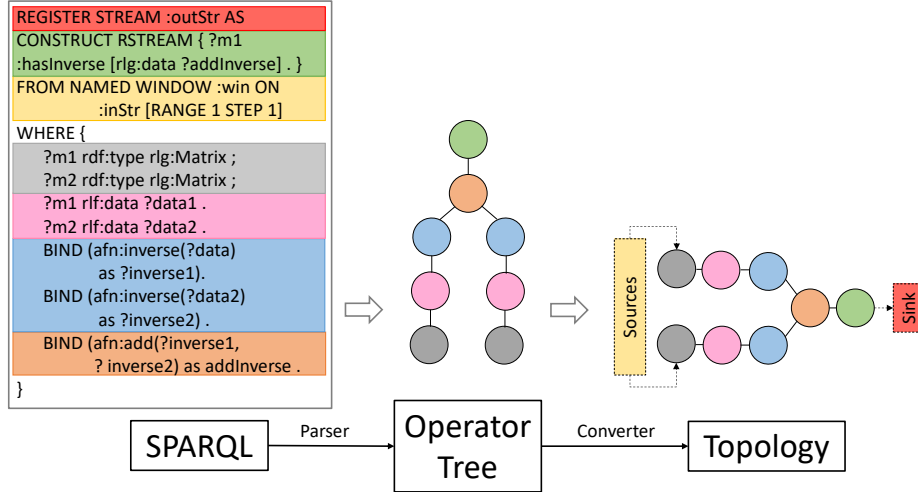 REGISTER STREAM :outStr AS
CONSTRUCT RSTREAM { ?m1
:hasInverse [rlg:data ?addInverse] . }
FROM NAMED WINDOW :win ON
:inStr [RANGE 1 STEP 1]
WHERE {
?m1 rdf:type rlg:Matrix ;
?m2 rdf:type rlg:Matrix ;
?m1 rlf:data ?data1 .
?m2 rlf:data ?data2 .
BIND (afn:inverse(?data)
as ?inverse1).
BIND (afn:inverse(?data2)
as ?inverse2) .
BIND (afn:add(?inverse1,
? inverse2) as addInverse .
}
Sources
Sink
SPARQL
Parser
Operator
Tree
Converter
Topology